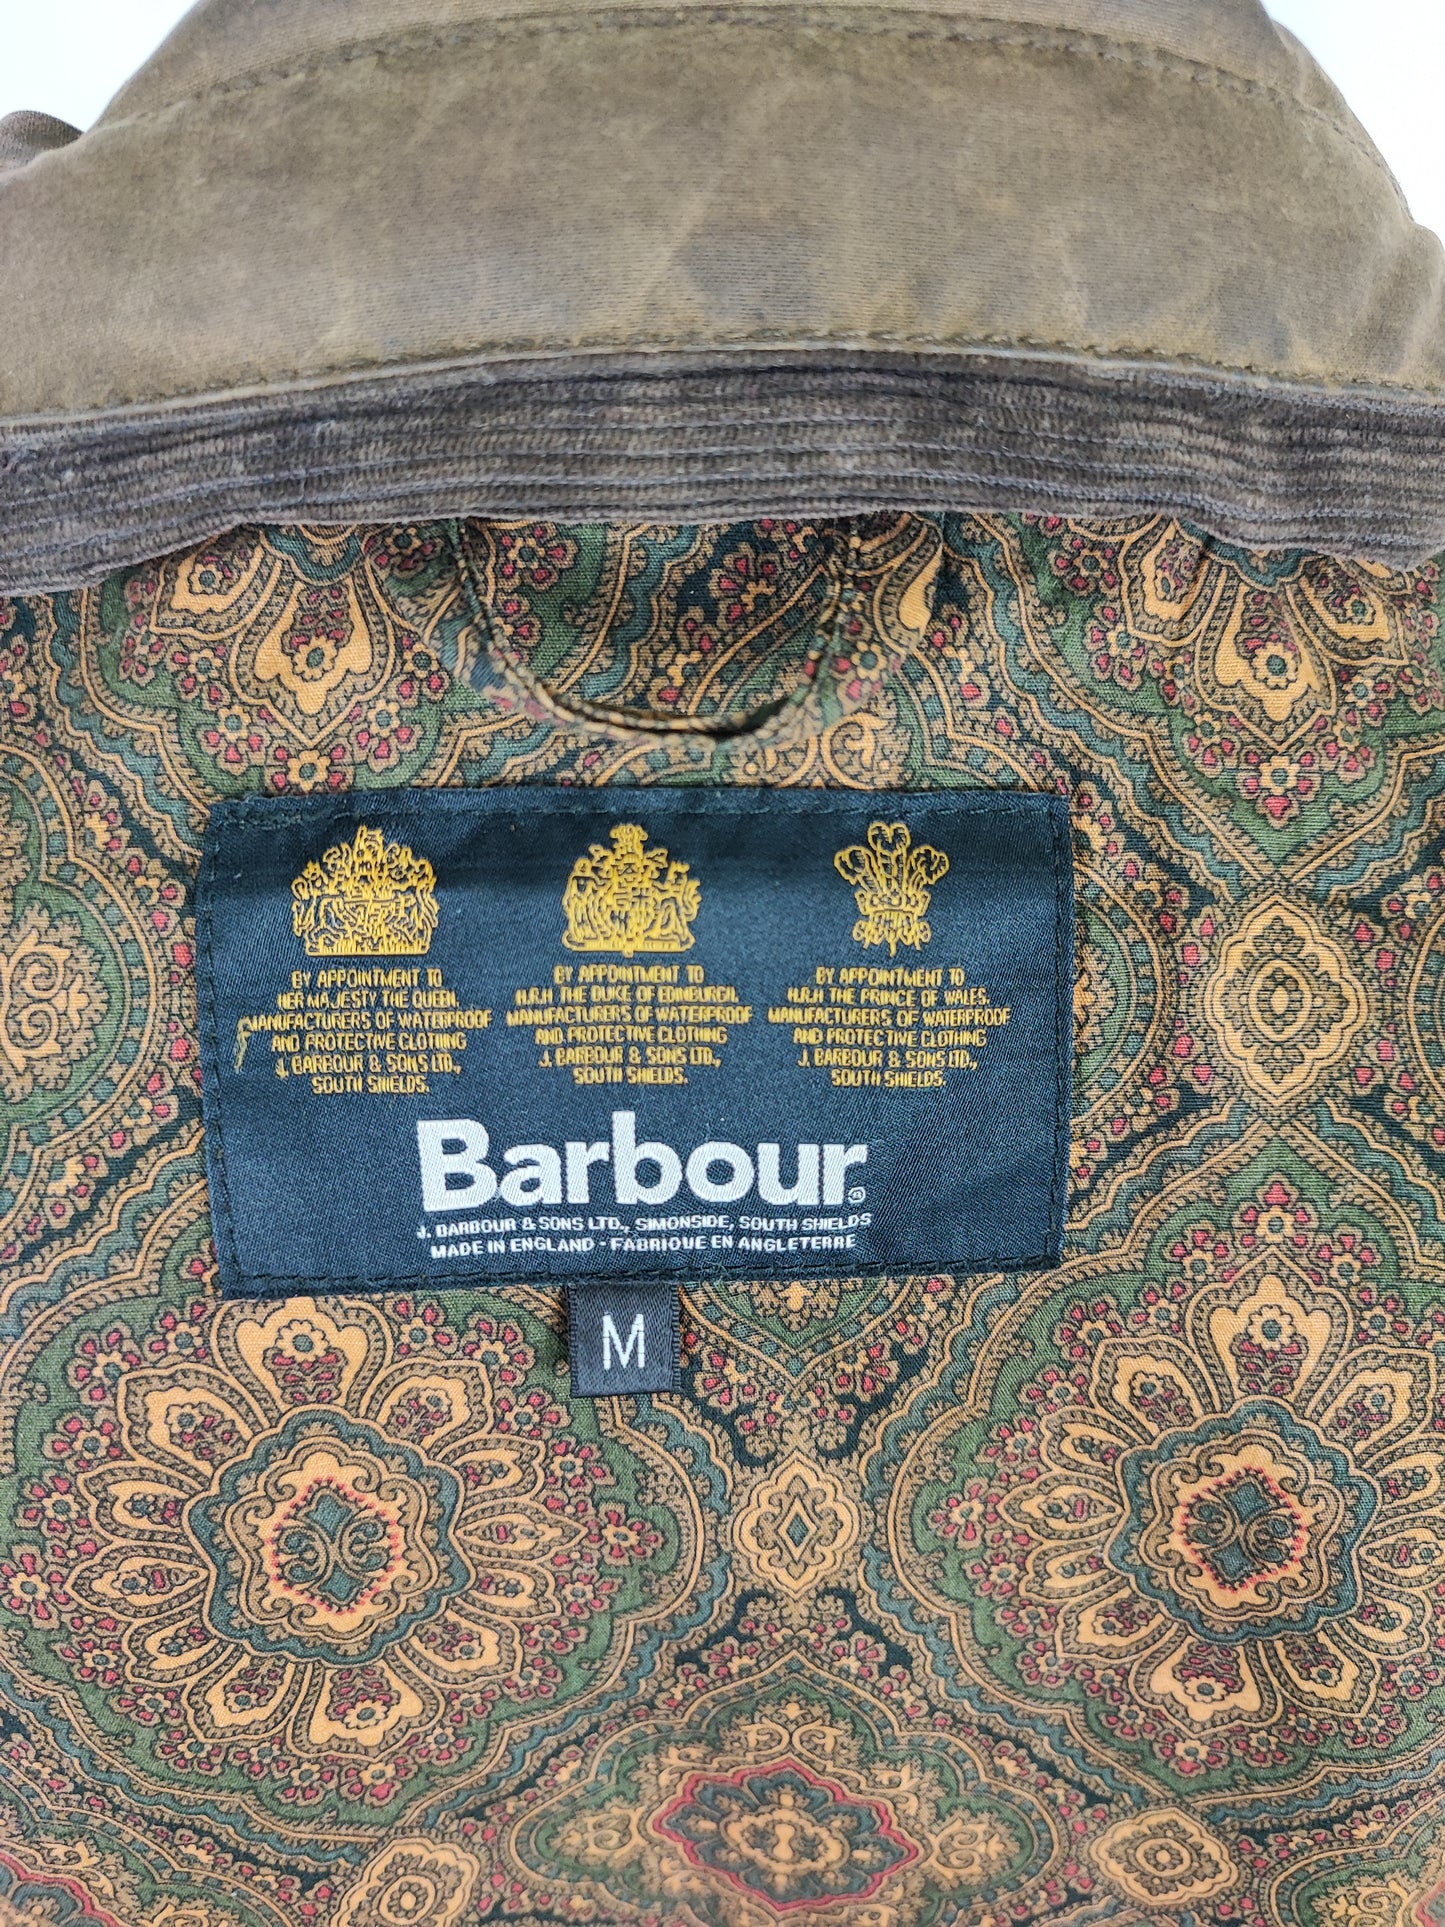 BY APPOINTMENT TO
HER MAJESTY THE QUEEN.
MANUFACTURERS OF WATERPROOF
AND PROTECTIVE CLOTHING
J. BARBOUR & SONS LTD.,
SOUTH SHIELDS.
BY APPOINTMENT TO
H.R.H THE DUKE OF EDINBURGH.
MANUFACTURERS OF WATERPROOF
AND PROTECTIVE CLOTHING
J. BARBOUR & SONS LTD.,
SOUTH SHIELDS.
BY APPOINTMENT TO
H.R.H THE PRINCE OF WALES.
MANUFACTURERS OF WATERPROOF
AND PROTECTIVE CLOTHING
J. BARBOUR & SONS LTD.,
SOUTH SHIELDS.
Barbour®
J. BARBOUR & SONS LTD., SIMONSIDE, SOUTH SHIELDS
MADE IN ENGLAND - FABRIQUE EN ANGLETERRE
M